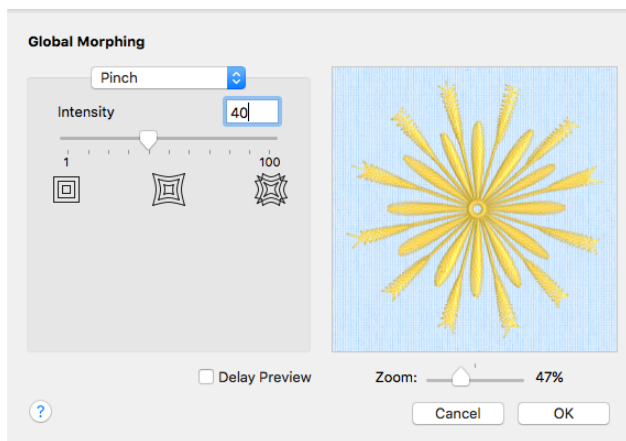 Global Morphing
Pinch
Intensity 40
1 100
Delay Preview
Zoom: 47%
?
Cancel OK